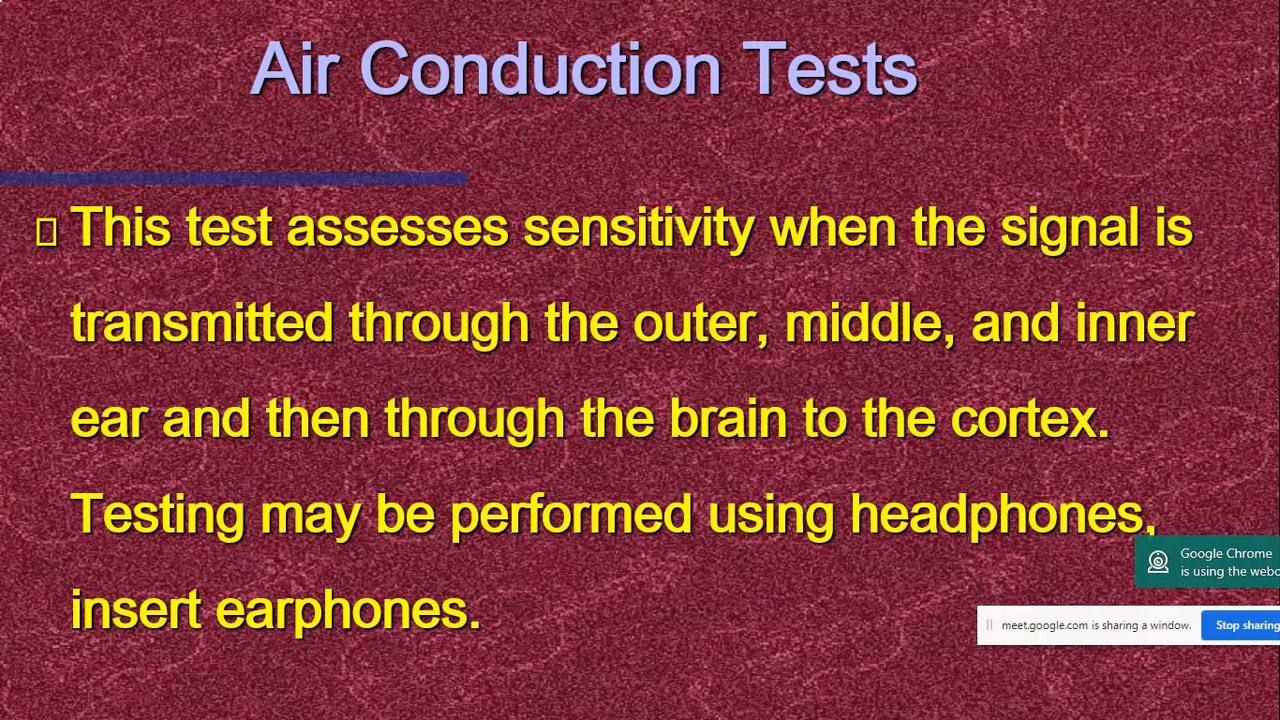 Air Conduction Tests
This test assesses sensitivity when the signal is
transmitted through the outer, middle, and inner
ear and then through the brain to the cortex.
Testing may be performed using headphones,
insert earphones.
Google Chrome
is using the
meet.google.com is sharing a window.
Stop sharing